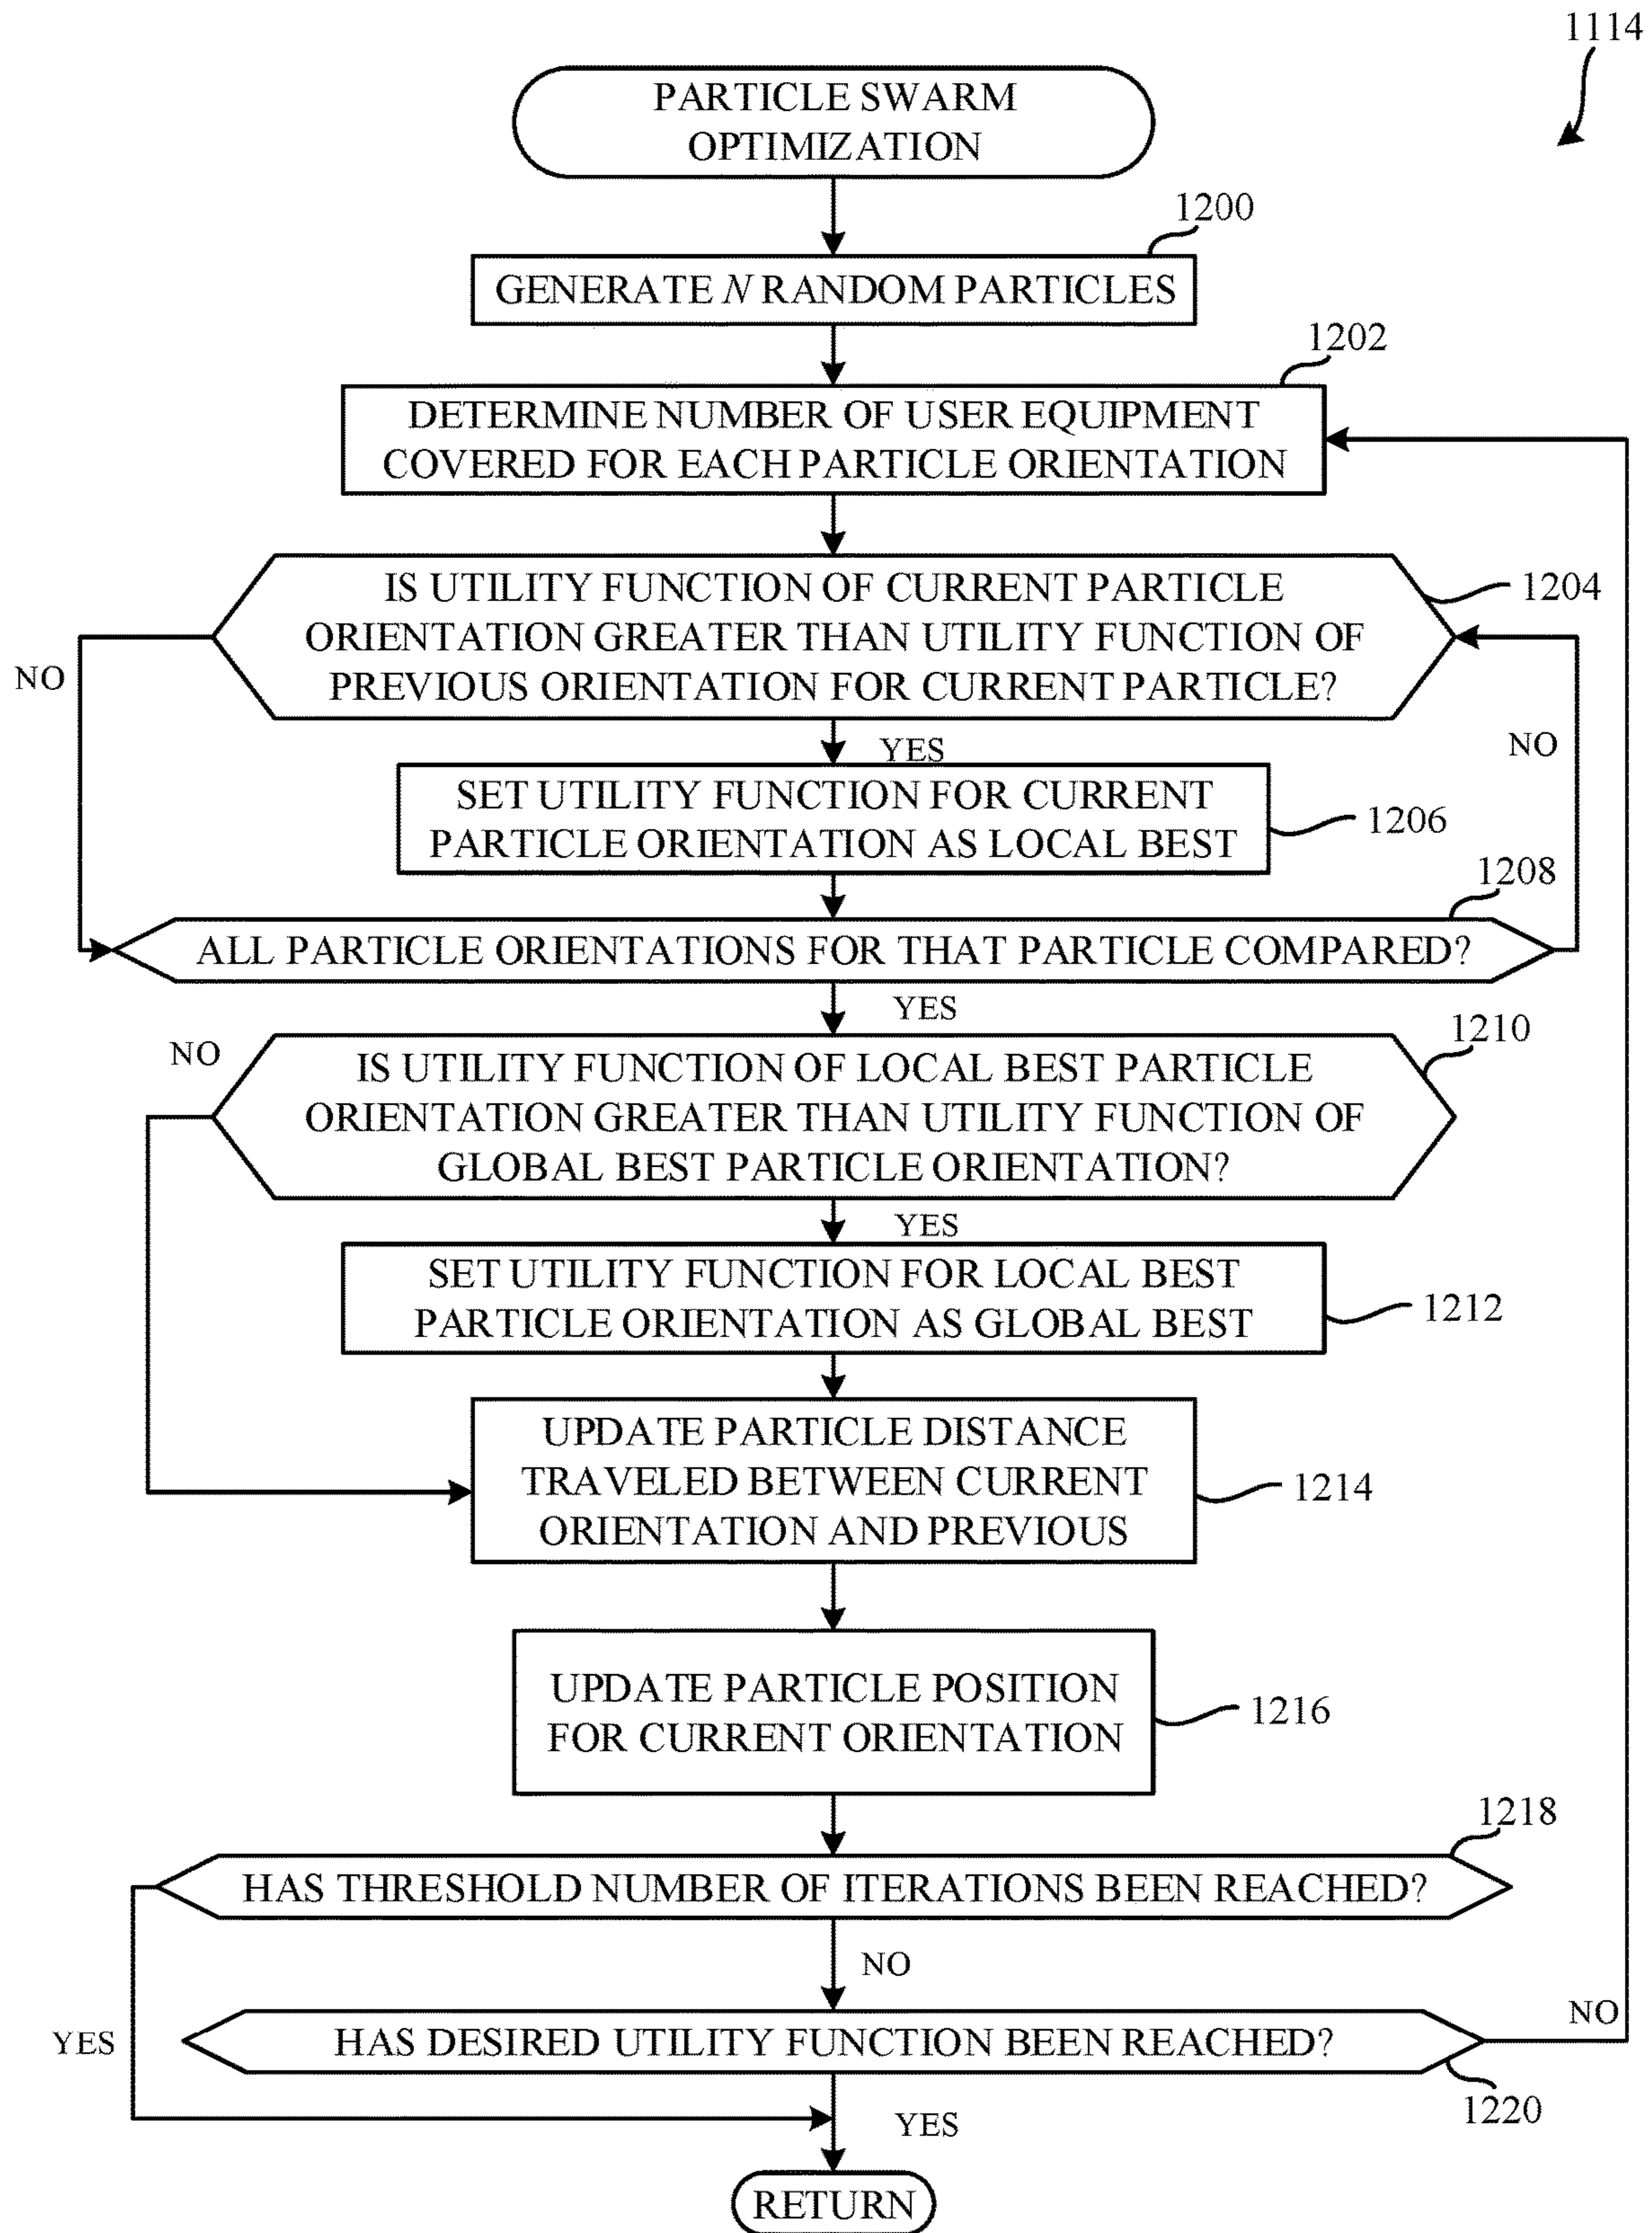 1114
PARTICLE SWARM
OPTIMIZATION
1200
GENERATE N RANDOM PARTICLES
1202
DETERMINE NUMBER OF USER EQUIPMENT
COVERED FOR EACH PARTICLE ORIENTATION
IS UTILITY FUNCTION OF CURRENT PARTICLE
ORIENTATION GREATER THAN UTILITY FUNCTION OF
PREVIOUS ORIENTATION FOR CURRENT PARTICLE?
1204
NO
YES
NO
SET UTILITY FUNCTION FOR CURRENT
PARTICLE ORIENTATION AS LOCAL BEST
1206
1208
ALL PARTICLE ORIENTATIONS FOR THAT PARTICLE COMPARED?
YES
1210
NO
IS UTILITY FUNCTION OF LOCAL BEST PARTICLE
ORIENTATION GREATER THAN UTILITY FUNCTION OF
GLOBAL BEST PARTICLE ORIENTATION?
YES
SET UTILITY FUNCTION FOR LOCAL BEST
PARTICLE ORIENTATION AS GLOBAL BEST
1212
UPDATE PARTICLE DISTANCE
TRAVELED BETWEEN CURRENT
ORIENTATION AND PREVIOUS
1214
UPDATE PARTICLE POSITION
FOR CURRENT ORIENTATION
1216
1218
HAS THRESHOLD NUMBER OF ITERATIONS BEEN REACHED?
NO
NO
YES
HAS DESIRED UTILITY FUNCTION BEEN REACHED?
1220
YES
RETURN